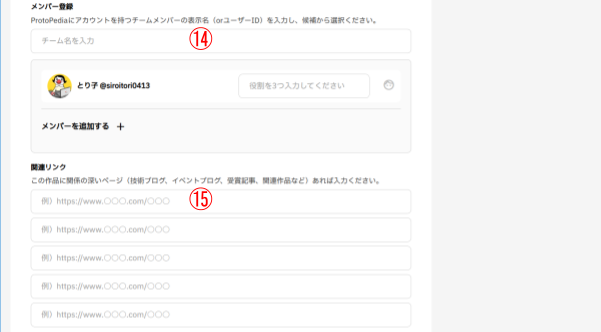 メンバー登録
ProtoPediaにアカウントを持つチームメンバーの表示名（orユーザーID）を入力し、候補から選択ください。
チーム名を入力
⑭
とり子 @siroitori0413
役割を3つ入力してください
メンバーを追加する ＋
関連リンク
この作品に関係の深いページ（技術ブログ、イベントブログ、受賞記事、関連作品など）あれば入力ください。
例）https://www.〇〇〇.com/〇〇〇
⑮
例）https://www.〇〇〇.com/〇〇〇
例）https://www.〇〇〇.com/〇〇〇
例）https://www.〇〇〇.com/〇〇〇
例）https://www.〇〇〇.com/〇〇〇